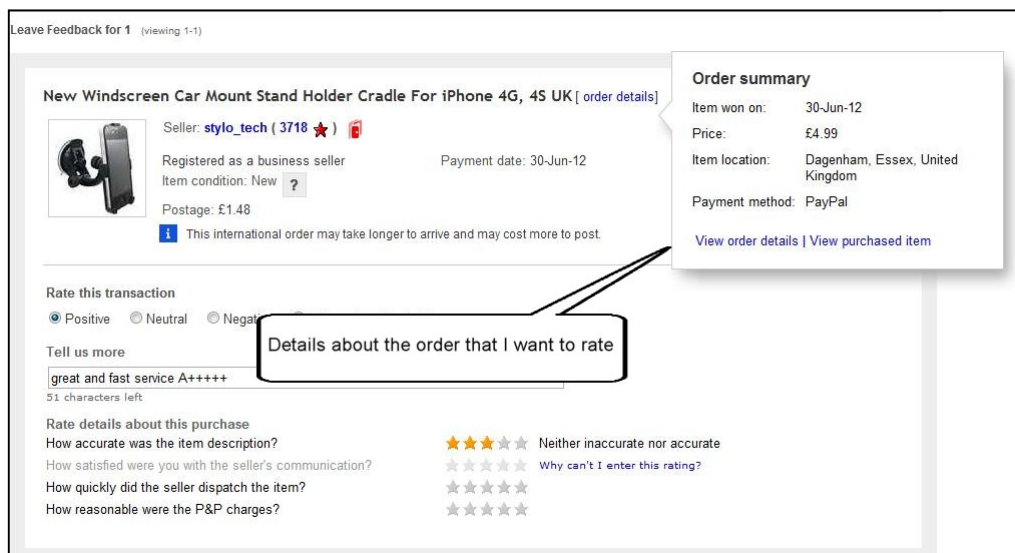 Leave Feedback for 1 (viewing 1-1)
New Windscreen Car Mount Stand Holder Cradle For iPhone 4G, 4S UK [ order details]
Seller: stylo_tech ( 3718 )
Registered as a business seller
Payment date: 30-Jun-12
Item condition: New ?
Postage: £1.48
i This international order may take longer to arrive and may cost more to post.
Order summary
Item won on: 30-Jun-12
Price: £4.99
Item location: Dagenham, Essex, United
Kingdom
Payment method: PayPal
View order details | View purchased item
Rate this transaction
Positive Neutral
Details about the order that I want to rate
Tell us more
great and fast service A+++++
51 characters left
Rate details about this purchase
How accurate was the item description? Neither inaccurate nor accurate
How satisfied were you with the seller's communication? Why can't I enter this rating?
How quickly did the seller dispatch the item?
How reasonable were the P&P charges?